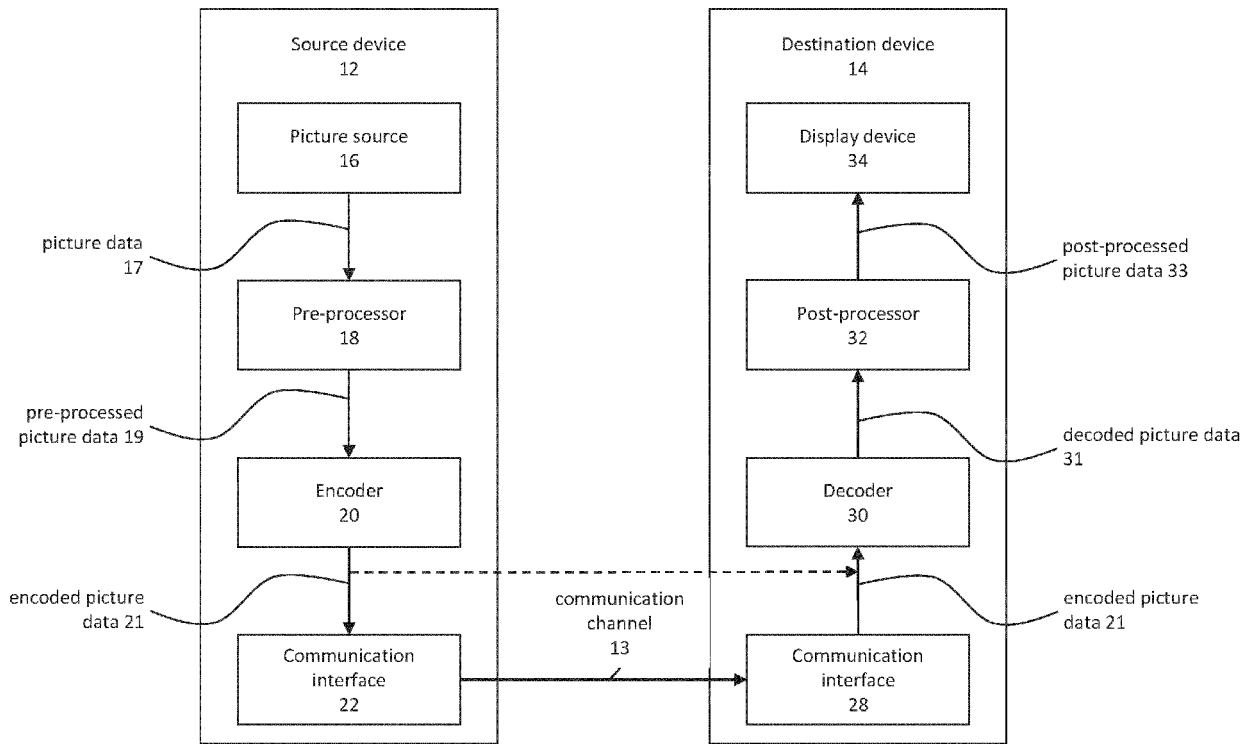 Source device
12
Picture source
16
picture data
17
Pre-processor
18
pre-processed
picture data 19
Encoder
20
encoded picture
data 21
Communication
interface
22
communication
channel
13
Destination device
14
Display device
34
post-processed
picture data 33
Post-processor
32
decoded picture data
31
Decoder
30
encoded picture
data 21
Communication
interface
28